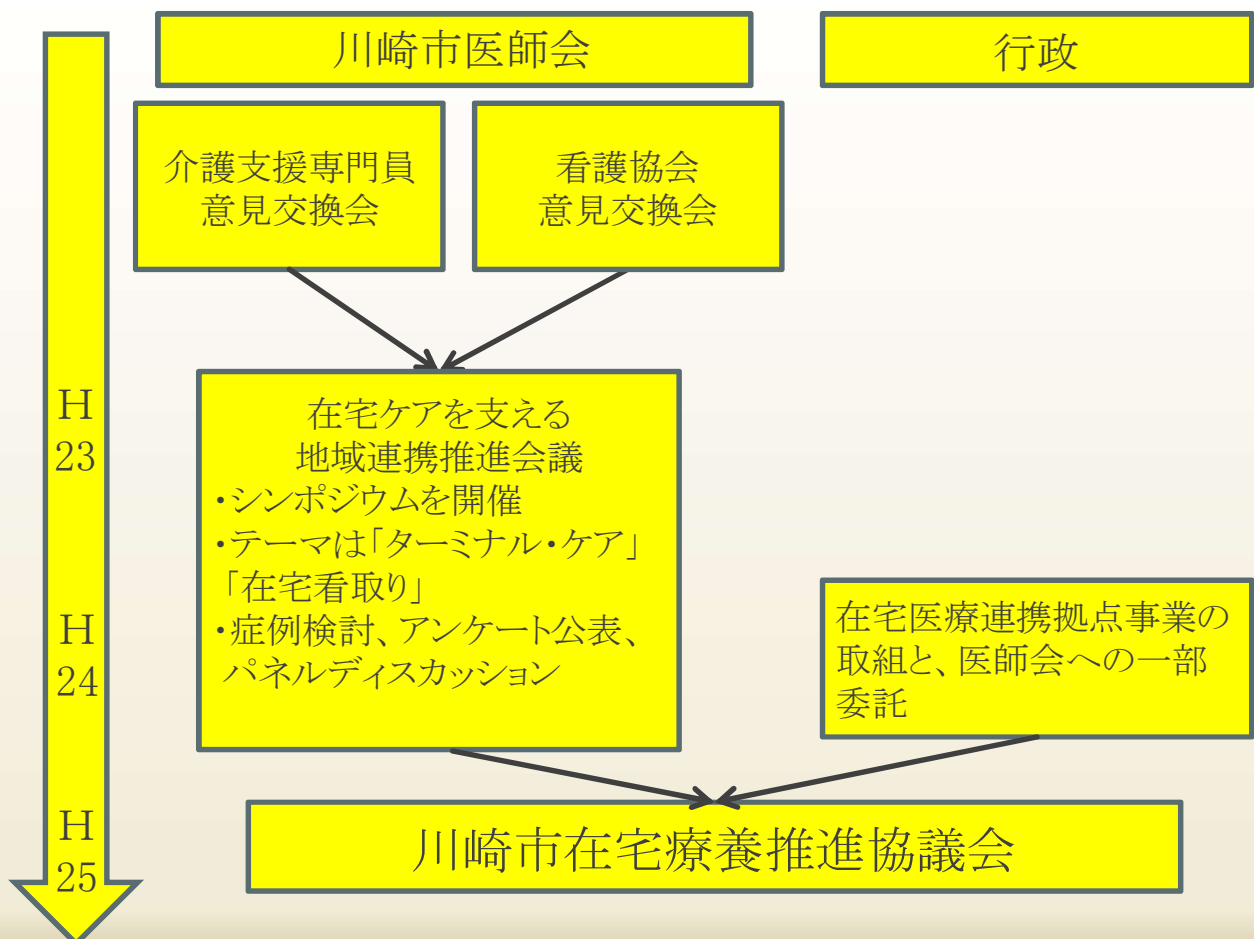 川崎市医師会
行政
介護支援専門員
意見交換会
看護協会
意見交換会
H
23
在宅ケアを支える
地域連携推進会議
・シンポジウムを開催
・テーマは「ターミナル・ケア」
「在宅看取り」
・症例検討、アンケート公表、
パネルディスカッション
H
24
在宅医療連携拠点事業の
取組と、医師会への一部
委託
H
25
川崎市在宅療養推進協議会